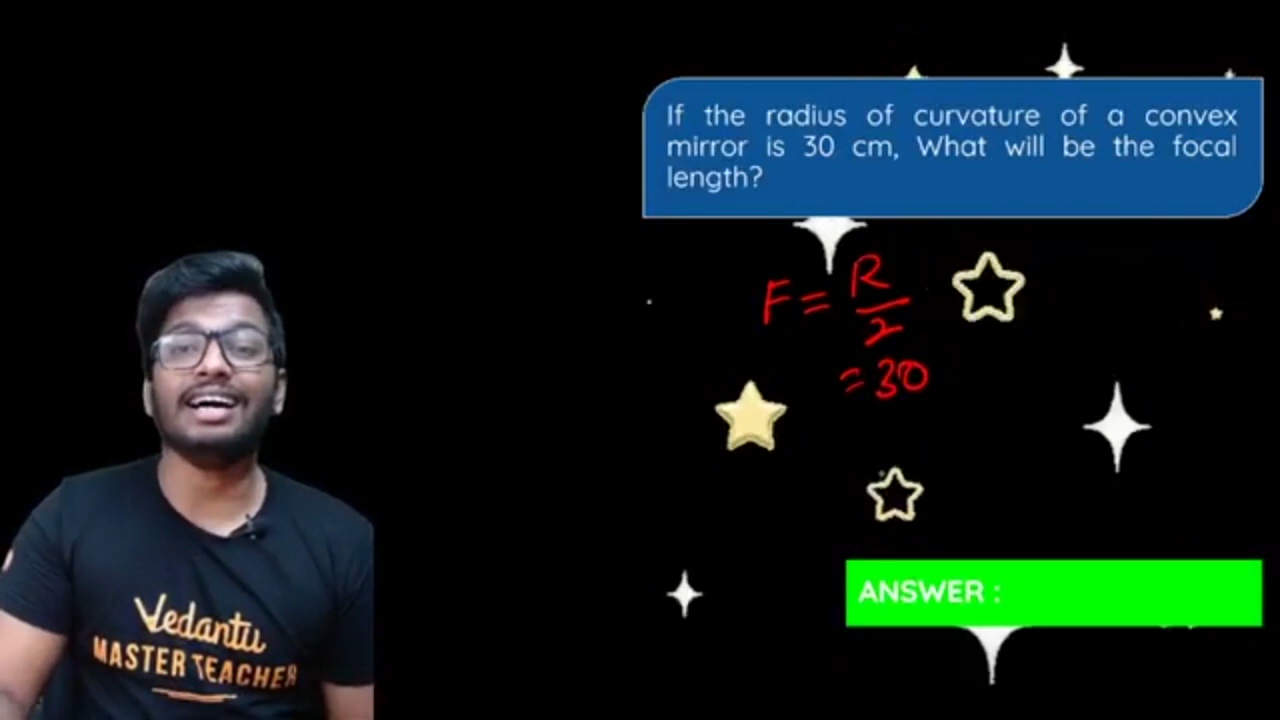 If the radius of curvature of a convex
mirror is 30 cm, What will be the focal
length?
F = R/2
= 30
ANSWER :
Vedantu
MASTER TEACHER